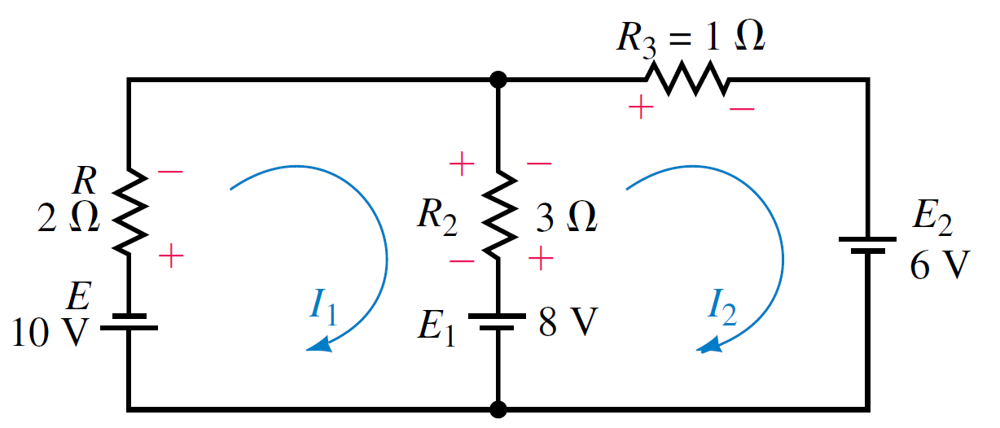 R3 = 1 Ω
− + − + −
R
2 Ω
R2 3 Ω
+ − +
E2
6 V
E
10 V
I1
E1 8 V
I2